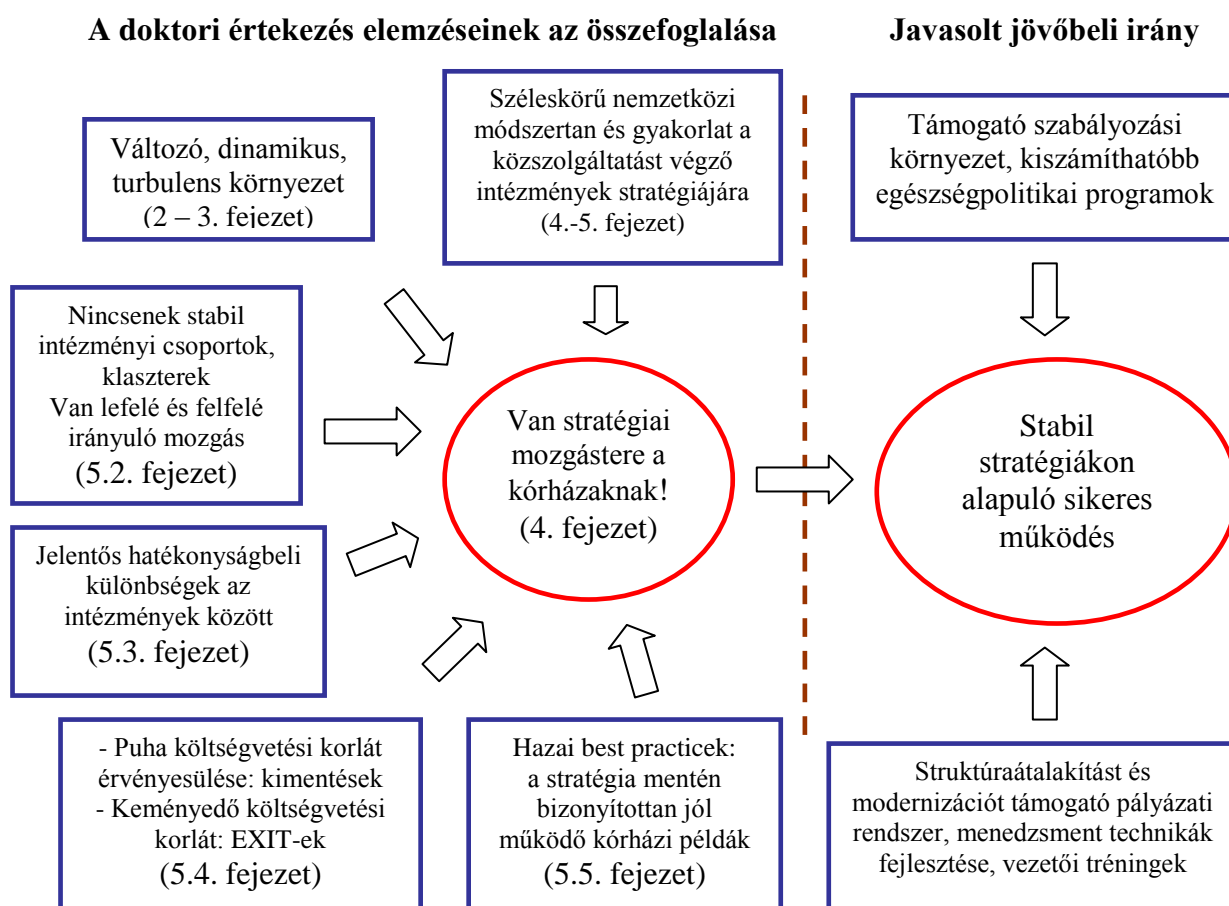 A doktori értekezés elemzéseinek az összefoglalása
Javasolt jövőbeli irány
Változó, dinamikus,
turbulens környezet
(2 – 3. fejezet)
Széleskörű nemzetközi
módszertan és gyakorlat a
közszolgáltatást végző
intézmények stratégiájára
(4.-5. fejezet)
Támogató szabályozási
környezet, kiszámíthatóbb
egészségpolitikai programok
Nincsenek stabil
intézményi csoportok,
klaszterek
Van lefelé és felfelé
irányuló mozgás
(5.2. fejezet)
Van stratégiai
mozgástere a
kórházaknak!
(4. fejezet)
Stabil
stratégiákon
alapuló sikeres
működés
Jelentős hatékonyságbeli
különbségek az
intézmények között
(5.3. fejezet)
- Puha költségvetési korlát
érvényesülése: kimentések
- Keményedő költségvetési
korlát: EXIT-ek
(5.4. fejezet)
Hazai best practicek:
a stratégia mentén
bizonyítottan jól
működő kórházi példák
(5.5. fejezet)
Struktúraátalakítást és
modernizációt támogató pályázati
rendszer, menedzsment technikák
fejlesztése, vezetői tréningek